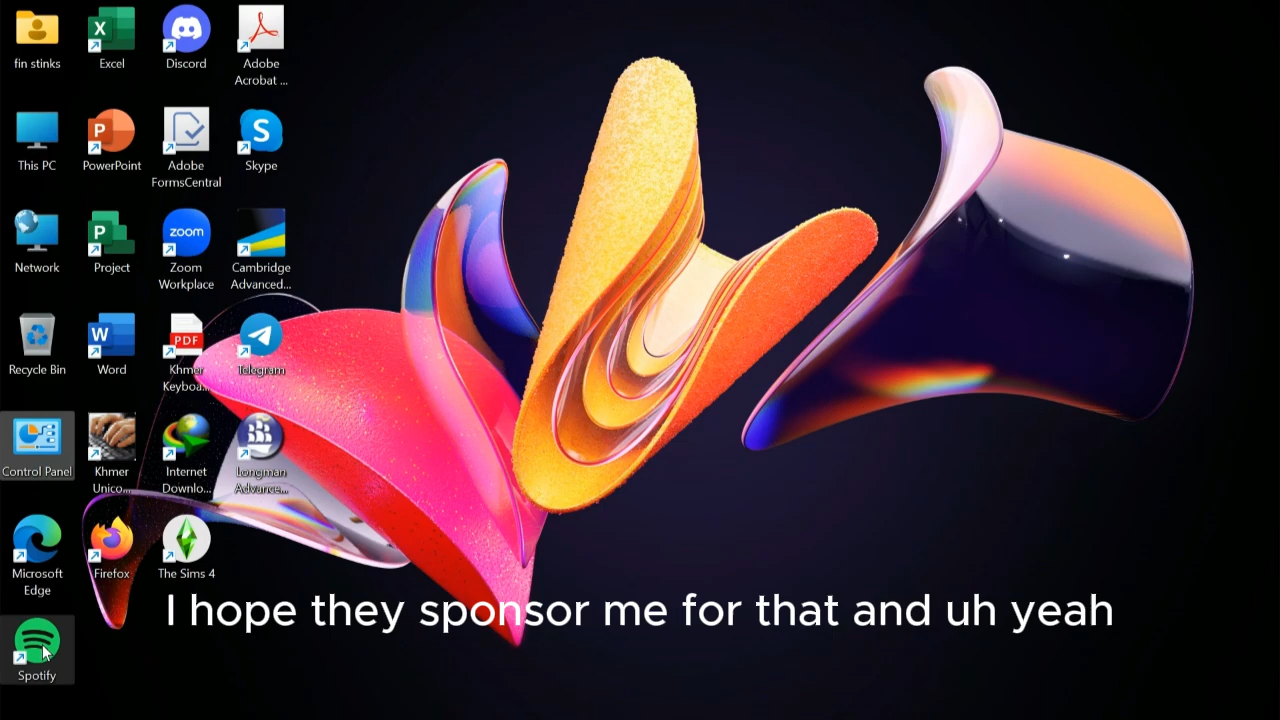 fin stinks
Excel
Discord
Adobe
Acrobat ...
This PC
PowerPoint
Adobe
FormsCentral
Skype
Network
Project
zoom
Zoom
Workplace
Cambridge
Advanced...
Recycle Bin
Word
PDF
Khmer
Keyboa...
Telegram
Control Panel
Khmer
Unico...
Internet
Downlo...
Longman
Advance...
Microsoft
Edge
Firefox
The Sims 4
I hope they sponsor me for that and uh yeah
Spotify